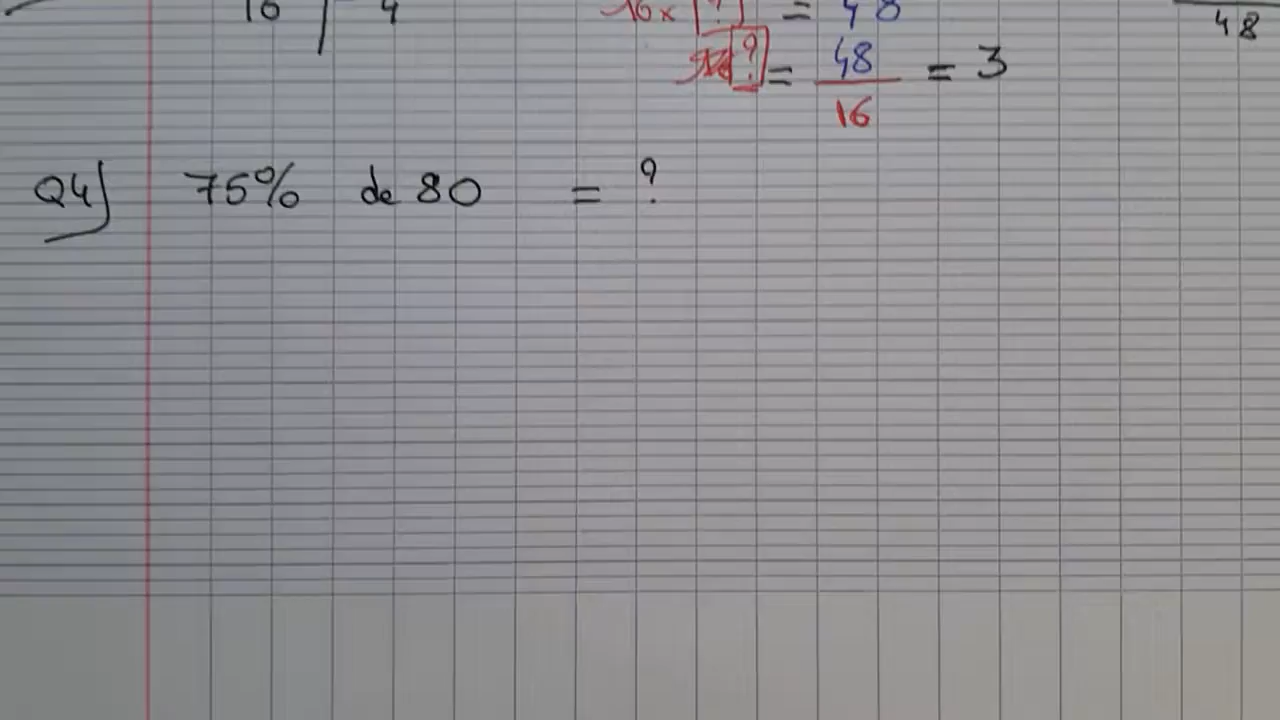 16 4
16 x ? = 48
48
? = 48 / 16 = 3
Q4) 75% de 80 = ?